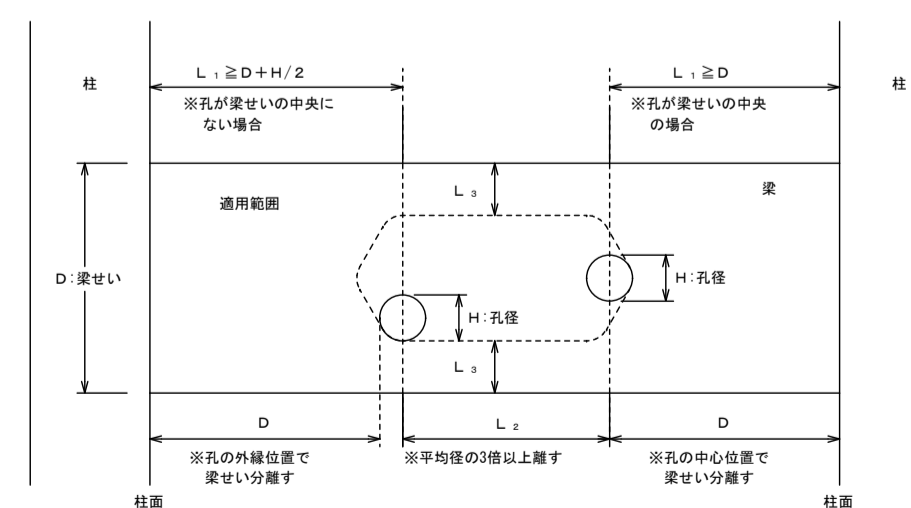 柱
L₁≧D+H/2
※孔が梁せいの中央に
ない場合
L₁≧D
※孔が梁せいの中央
の場合
柱
適用範囲
L₃
梁
D:梁せい
H:孔径
H:孔径
L₃
D
L₂
D
※孔の外縁位置で
梁せい分離す
※平均径の3倍以上離す
※孔の中心位置で
梁せい分離す
柱面
柱面